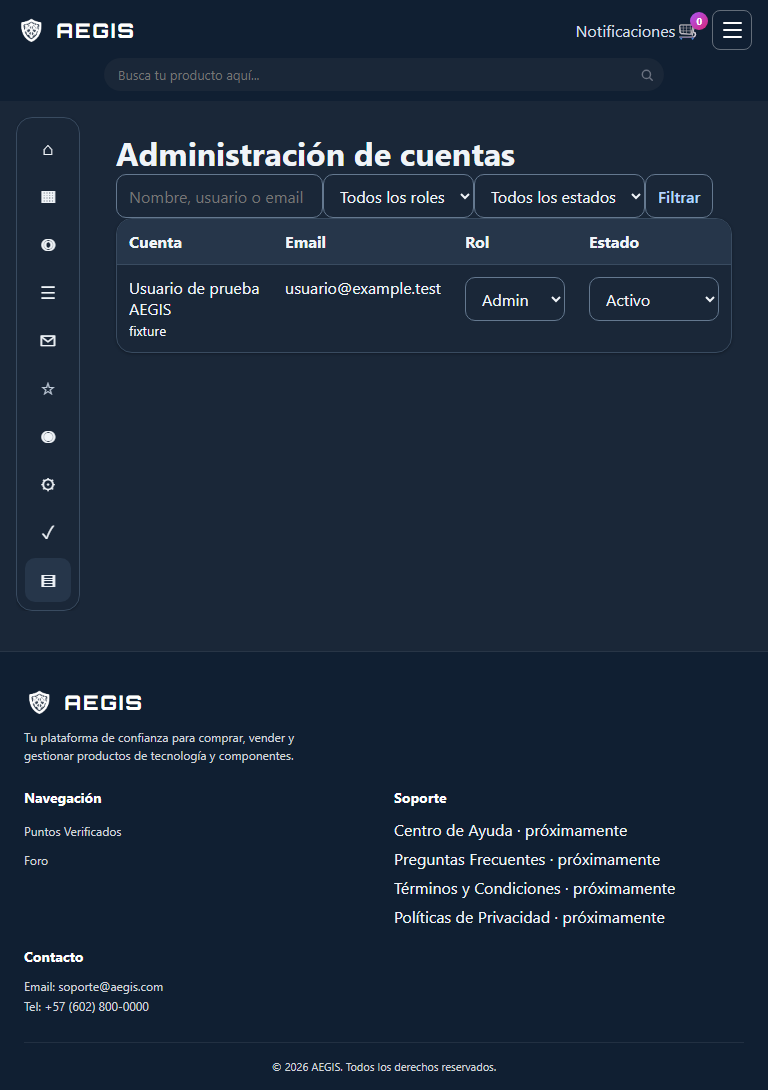 AEGIS
Notificaciones
0
Busca tu producto aquí...
Administración de cuentas
Nombre, usuario o email
Todos los roles
Todos los estados
Filtrar
Cuenta
Email
Rol
Estado
Usuario de prueba
AEGIS
fixture
usuario@example.test
Admin
Activo
AEGIS
Tu plataforma de confianza para comprar, vender y
gestionar productos de tecnología y componentes.
Navegación
Puntos Verificados
Foro
Soporte
Centro de Ayuda · próximamente
Preguntas Frecuentes · próximamente
Términos y Condiciones · próximamente
Políticas de Privacidad · próximamente
Contacto
Email: soporte@aegis.com
Tel: +57 (602) 800-0000
© 2026 AEGIS. Todos los derechos reservados.